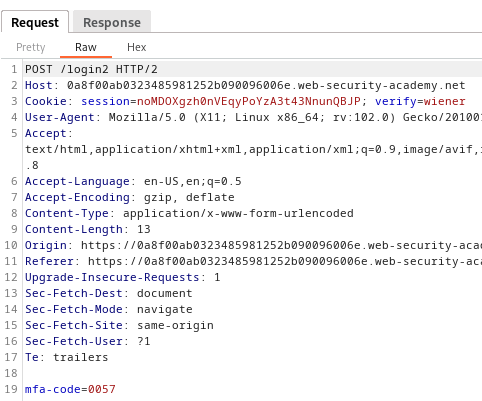 Request Response
Pretty Raw Hex
1 POST /login2 HTTP/2
2 Host: 0a8f00ab0323485981252b090096006e.web-security-academy.net
3 Cookie: session=noMDOXgzh0nVEqyPoYzA3t43NnunQBJP; verify=wiener
4 User-Agent: Mozilla/5.0 (X11; Linux x86_64; rv:102.0) Gecko/201001
5 Accept:
text/html,application/xhtml+xml,application/xml;q=0.9,image/avif,i
.8
6 Accept-Language: en-US,en;q=0.5
7 Accept-Encoding: gzip, deflate
8 Content-Type: application/x-www-form-urlencoded
9 Content-Length: 13
10 Origin: https://0a8f00ab0323485981252b090096006e.web-security-acad
11 Referer: https://0a8f00ab0323485981252b090096006e.web-security-aca
12 Upgrade-Insecure-Requests: 1
13 Sec-Fetch-Dest: document
14 Sec-Fetch-Mode: navigate
15 Sec-Fetch-Site: same-origin
16 Sec-Fetch-User: ?1
17 Te: trailers
18
19 mfa-code=0057